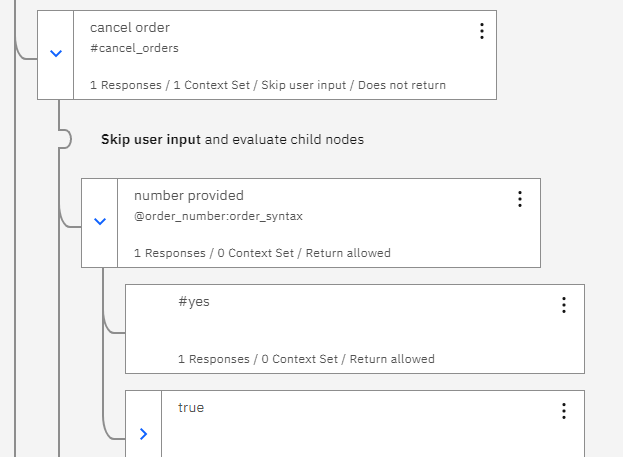 cancel order
#cancel_orders
1 Responses / 1 Context Set / Skip user input / Does not return
Skip user input and evaluate child nodes
number provided
@order_number:order_syntax
1 Responses / 0 Context Set / Return allowed
#yes
1 Responses / 0 Context Set / Return allowed
true